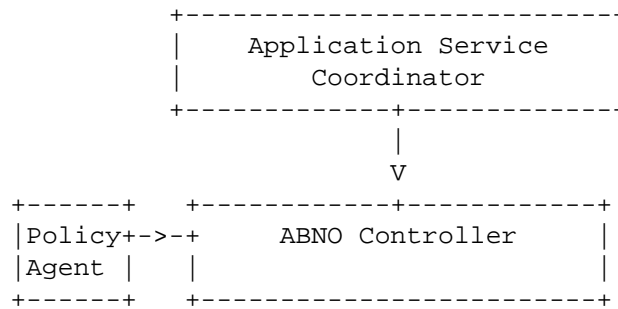 Application Service
Coordinator
Policy ABNO Controller
Agent